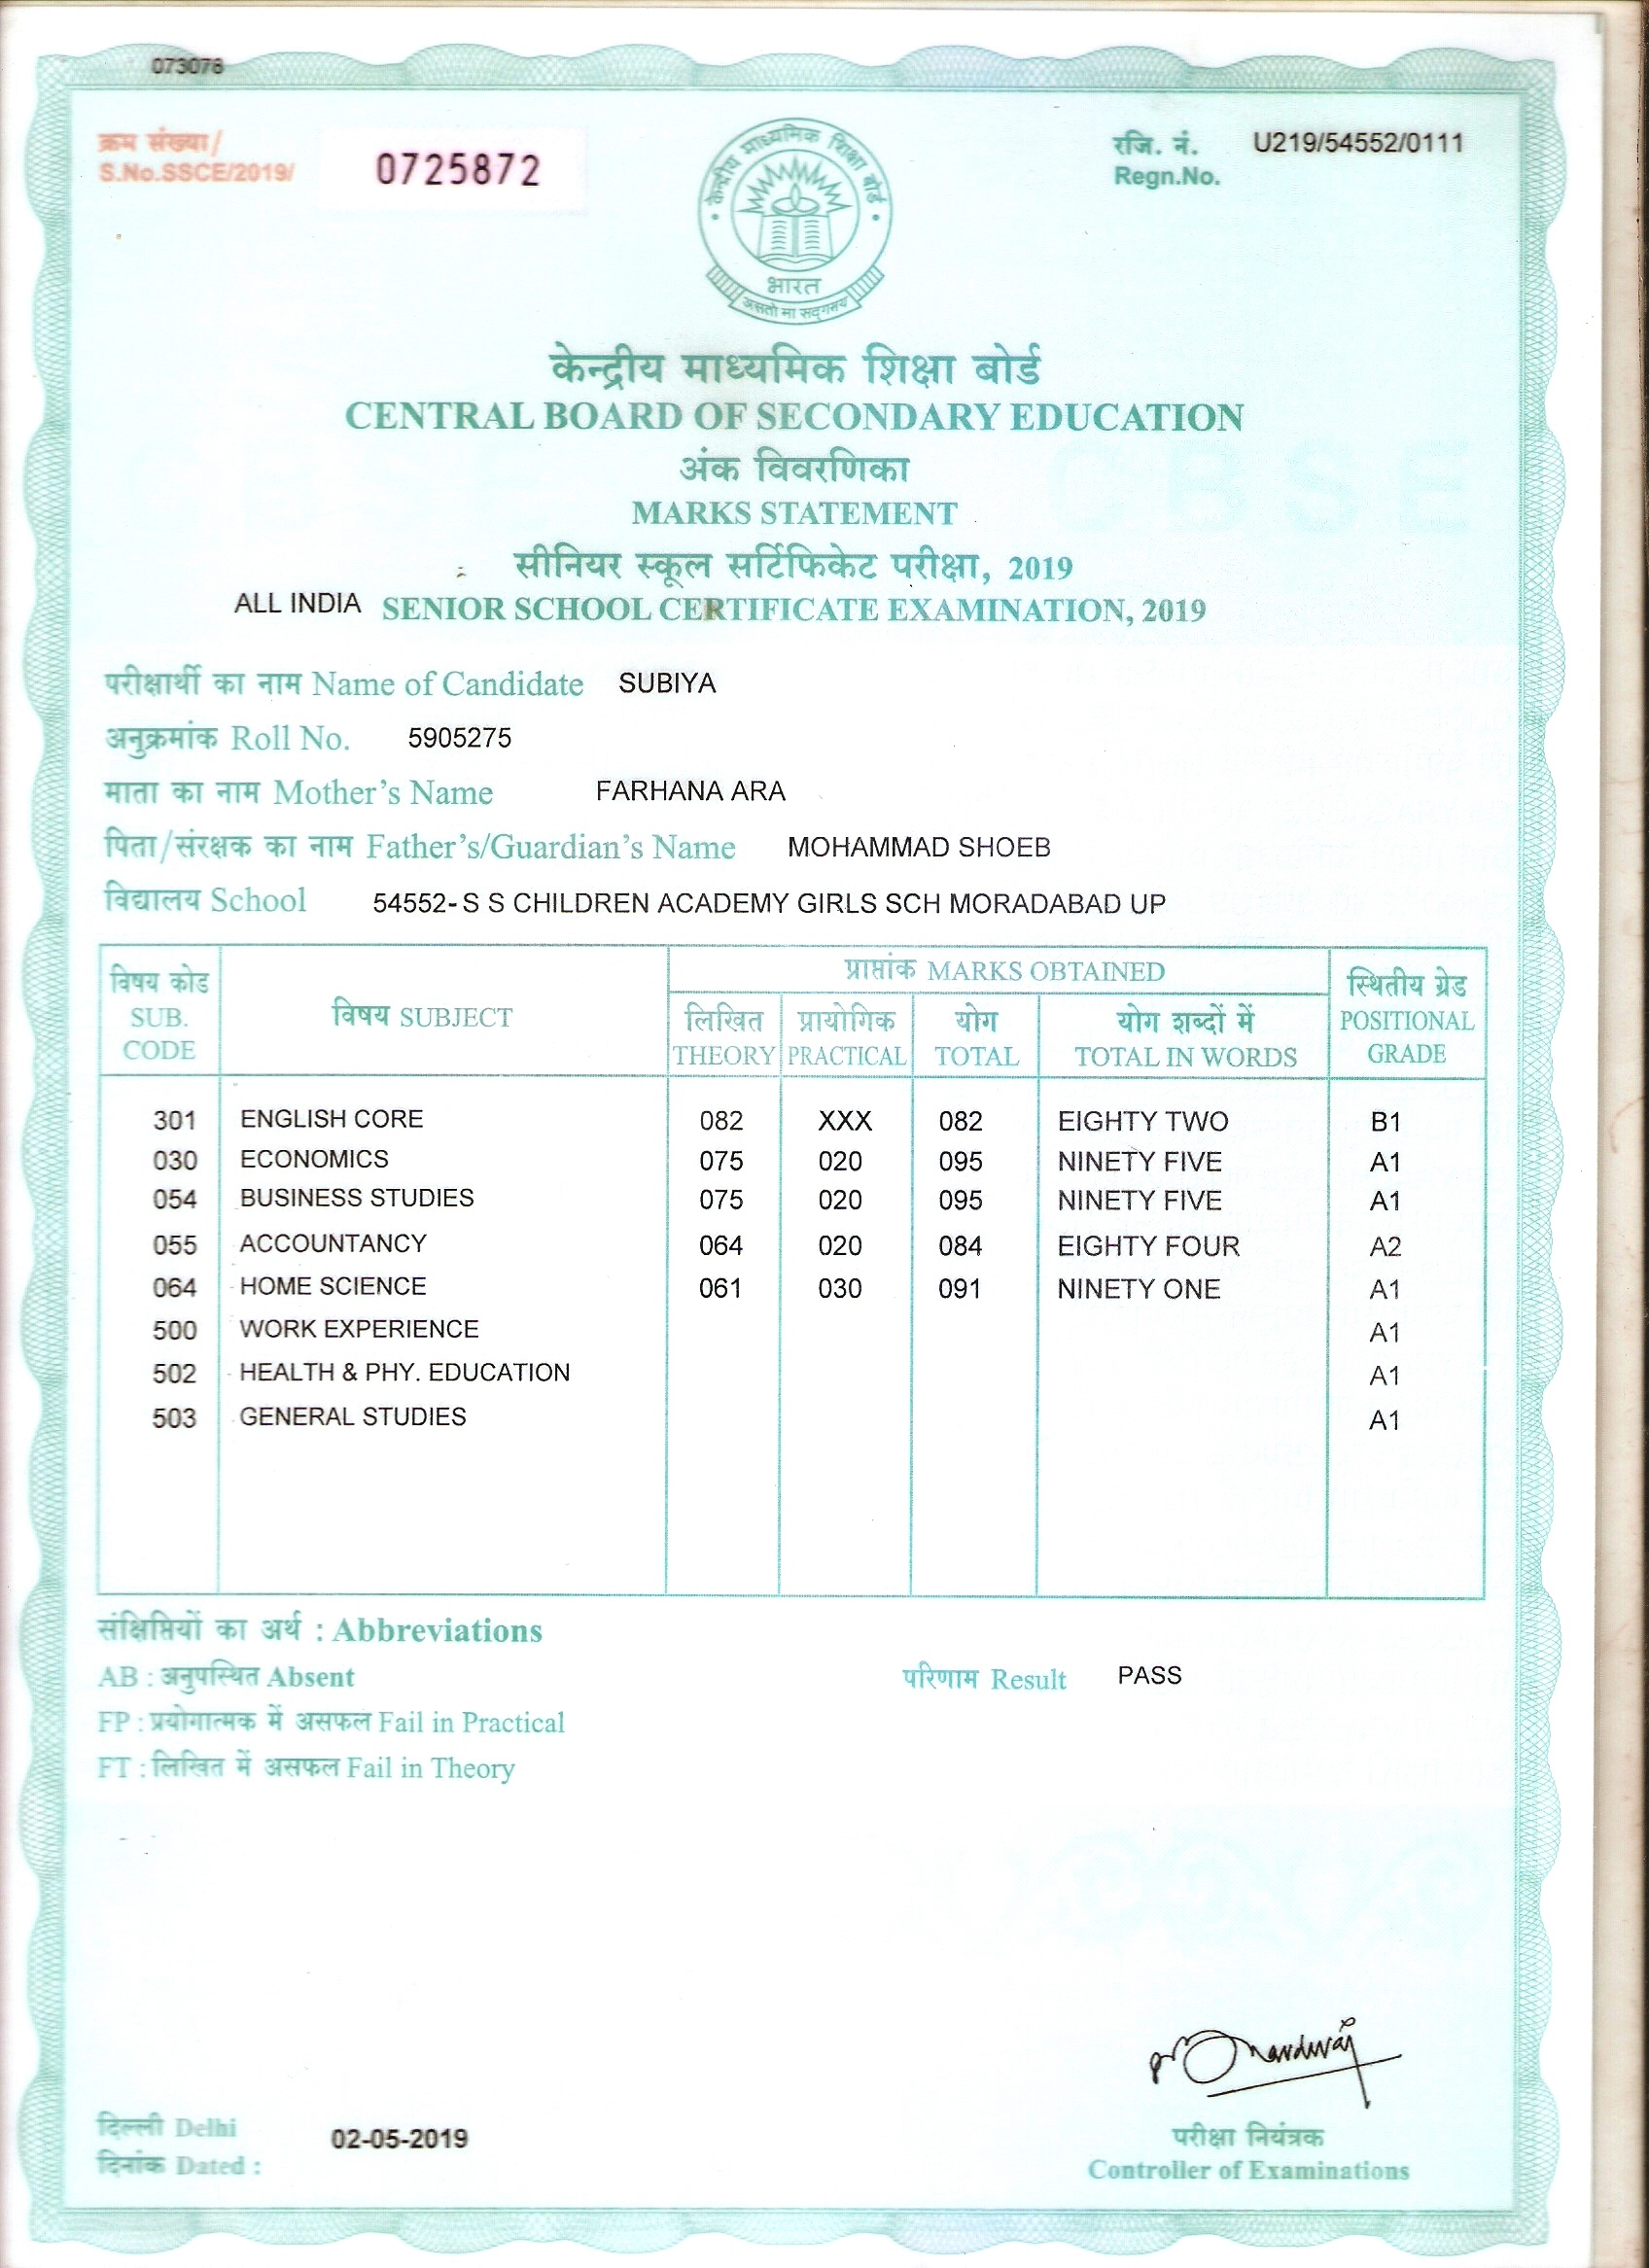 073078
क्रम संख्या/
S.No.SSCE/2019/ 0725872
रजि. नं. U219/54552/0111
Regn.No.
केन्द्रीय माध्यमिक शिक्षा बोर्ड
भारत
असतो मा सद्गमय
केन्द्रीय माध्यमिक शिक्षा बोर्ड
CENTRAL BOARD OF SECONDARY EDUCATION
CBSE CBSE
अंक विवरणिका
MARKS STATEMENT
सीनियर स्कूल सर्टिफिकेट परीक्षा, 2019
ALL INDIA SENIOR SCHOOL CERTIFICATE EXAMINATION, 2019
परीक्षार्थी का नाम Name of Candidate SUBIYA
अनुक्रमांक Roll No. 5905275
माता का नाम Mother's Name FARHANA ARA
पिता/संरक्षक का नाम Father's/Guardian's Name MOHAMMAD SHOEB
विद्यालय School 54552- S S CHILDREN ACADEMY GIRLS SCH MORADABAD UP
विषय कोड SUB. CODE विषय SUBJECT प्राप्तांक MARKS OBTAINED स्थितीय ग्रेड POSITIONAL GRADE
लिखित THEORY प्रायोगिक PRACTICAL योग TOTAL योग शब्दों में TOTAL IN WORDS
301 ENGLISH CORE 082 XXX 082 EIGHTY TWO B1
030 ECONOMICS 075 020 095 NINETY FIVE A1
054 BUSINESS STUDIES 075 020 095 NINETY FIVE A1
055 ACCOUNTANCY 064 020 084 EIGHTY FOUR A2
064 HOME SCIENCE 061 030 091 NINETY ONE A1
500 WORK EXPERIENCE A1
502 HEALTH & PHY. EDUCATION A1
503 GENERAL STUDIES A1
संक्षिप्तियों का अर्थ : Abbreviations
AB : अनुपस्थित Absent
परिणाम Result PASS
FP : प्रयोगात्मक में असफल Fail in Practical
FT : लिखित में असफल Fail in Theory
दिल्ली Delhi
दिनांक Dated : 02-05-2019
परीक्षा नियंत्रक
Controller of Examinations